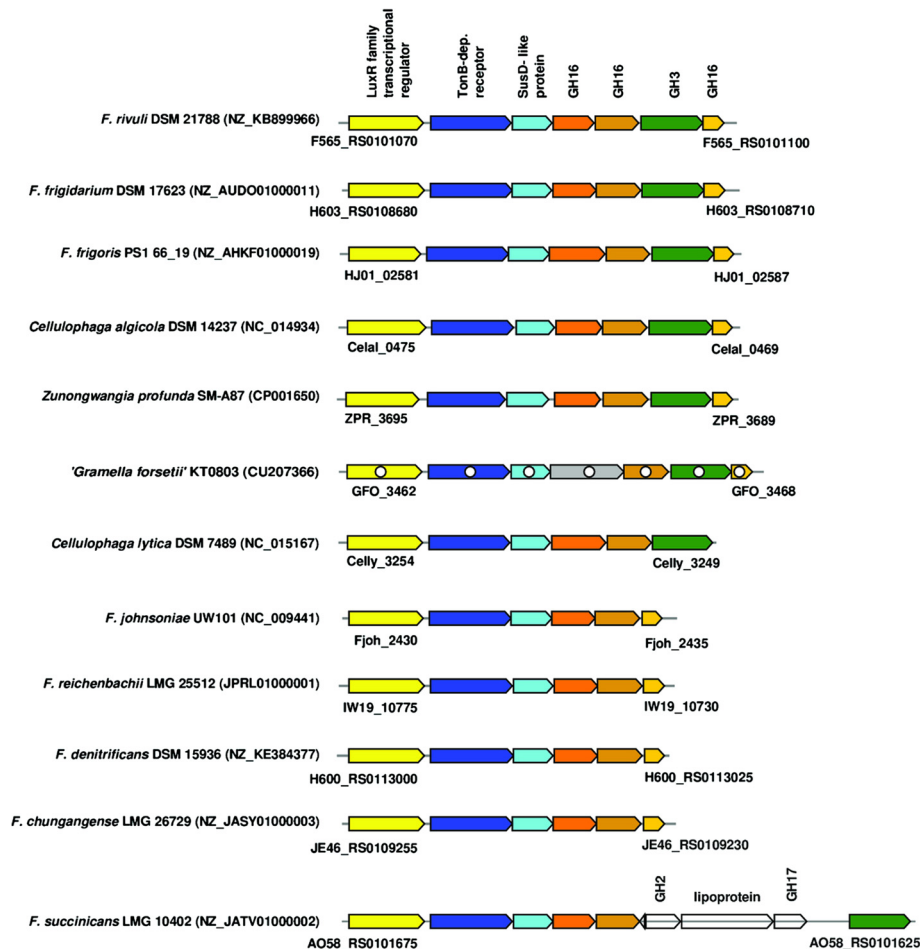 LuxR family
transcriptional
regulator
TonB-dep.
receptor
SusD- like
protein
GH16
GH16
GH3
GH16
F. rivuli DSM 21788 (NZ_KB899966)
F565_RS0101070
F565_RS0101100
F. frigidarium DSM 17623 (NZ_AUDO01000011)
H603_RS0108680
H603_RS0108710
F. frigoris PS1 66_19 (NZ_AHKF01000019)
HJ01_02581
HJ01_02587
Cellulophaga algicola DSM 14237 (NC_014934)
Celal_0475
Celal_0469
Zunongwangia profunda SM-A87 (CP001650)
ZPR_3695
ZPR_3689
'Gramella forsetii' KT0803 (CU207366)
GFO_3462
GFO_3468
Cellulophaga lytica DSM 7489 (NC_015167)
Celly_3254
Celly_3249
F. johnsoniae UW101 (NC_009441)
Fjoh_2430
Fjoh_2435
F. reichenbachii LMG 25512 (JPRL01000001)
IW19_10775
IW19_10730
F. denitrificans DSM 15936 (NZ_KE384377)
H600_RS0113000
H600_RS0113025
F. chungangense LMG 26729 (NZ_JASY01000003)
JE46_RS0109255
JE46_RS0109230
GH2
lipoprotein
GH17
F. succinicans LMG 10402 (NZ_JATV01000002)
AO58_RS0101675
AO58_RS0101625